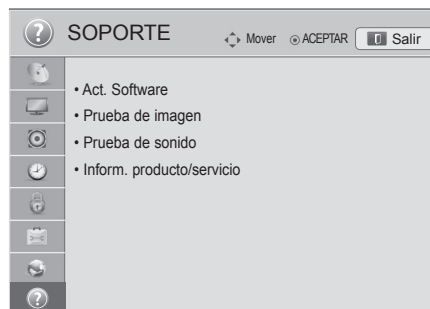 SOPORTE
Mover ACEPTAR Salir
• Act. Software
• Prueba de imagen
• Prueba de sonido
• Inform. producto/servicio